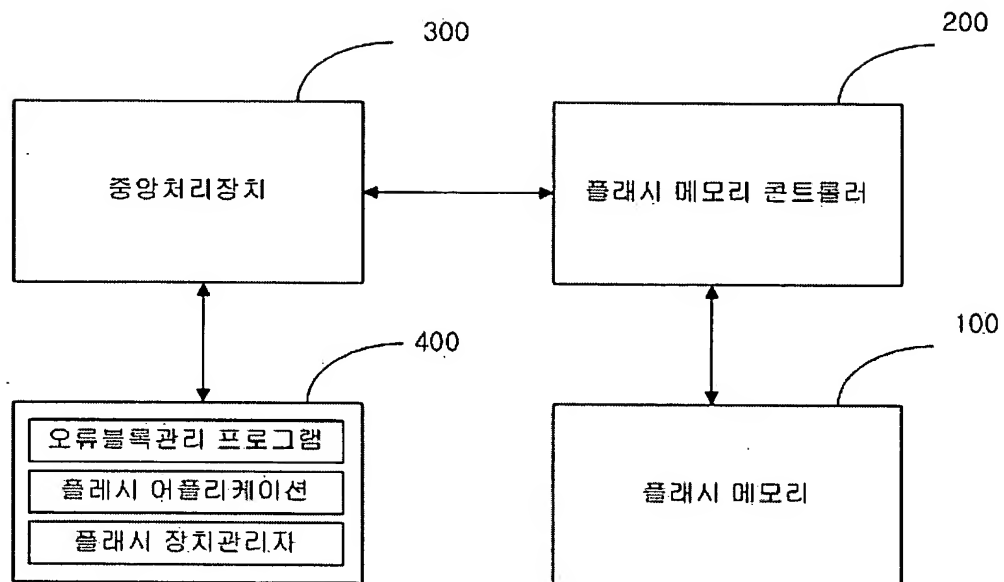 300
200
중앙처리장치
플래시 메모리 콘트롤러
400
100
오류블록관리 프로그램
플레시 어플리케이션
플래시 장치관리자
플래시 메모리